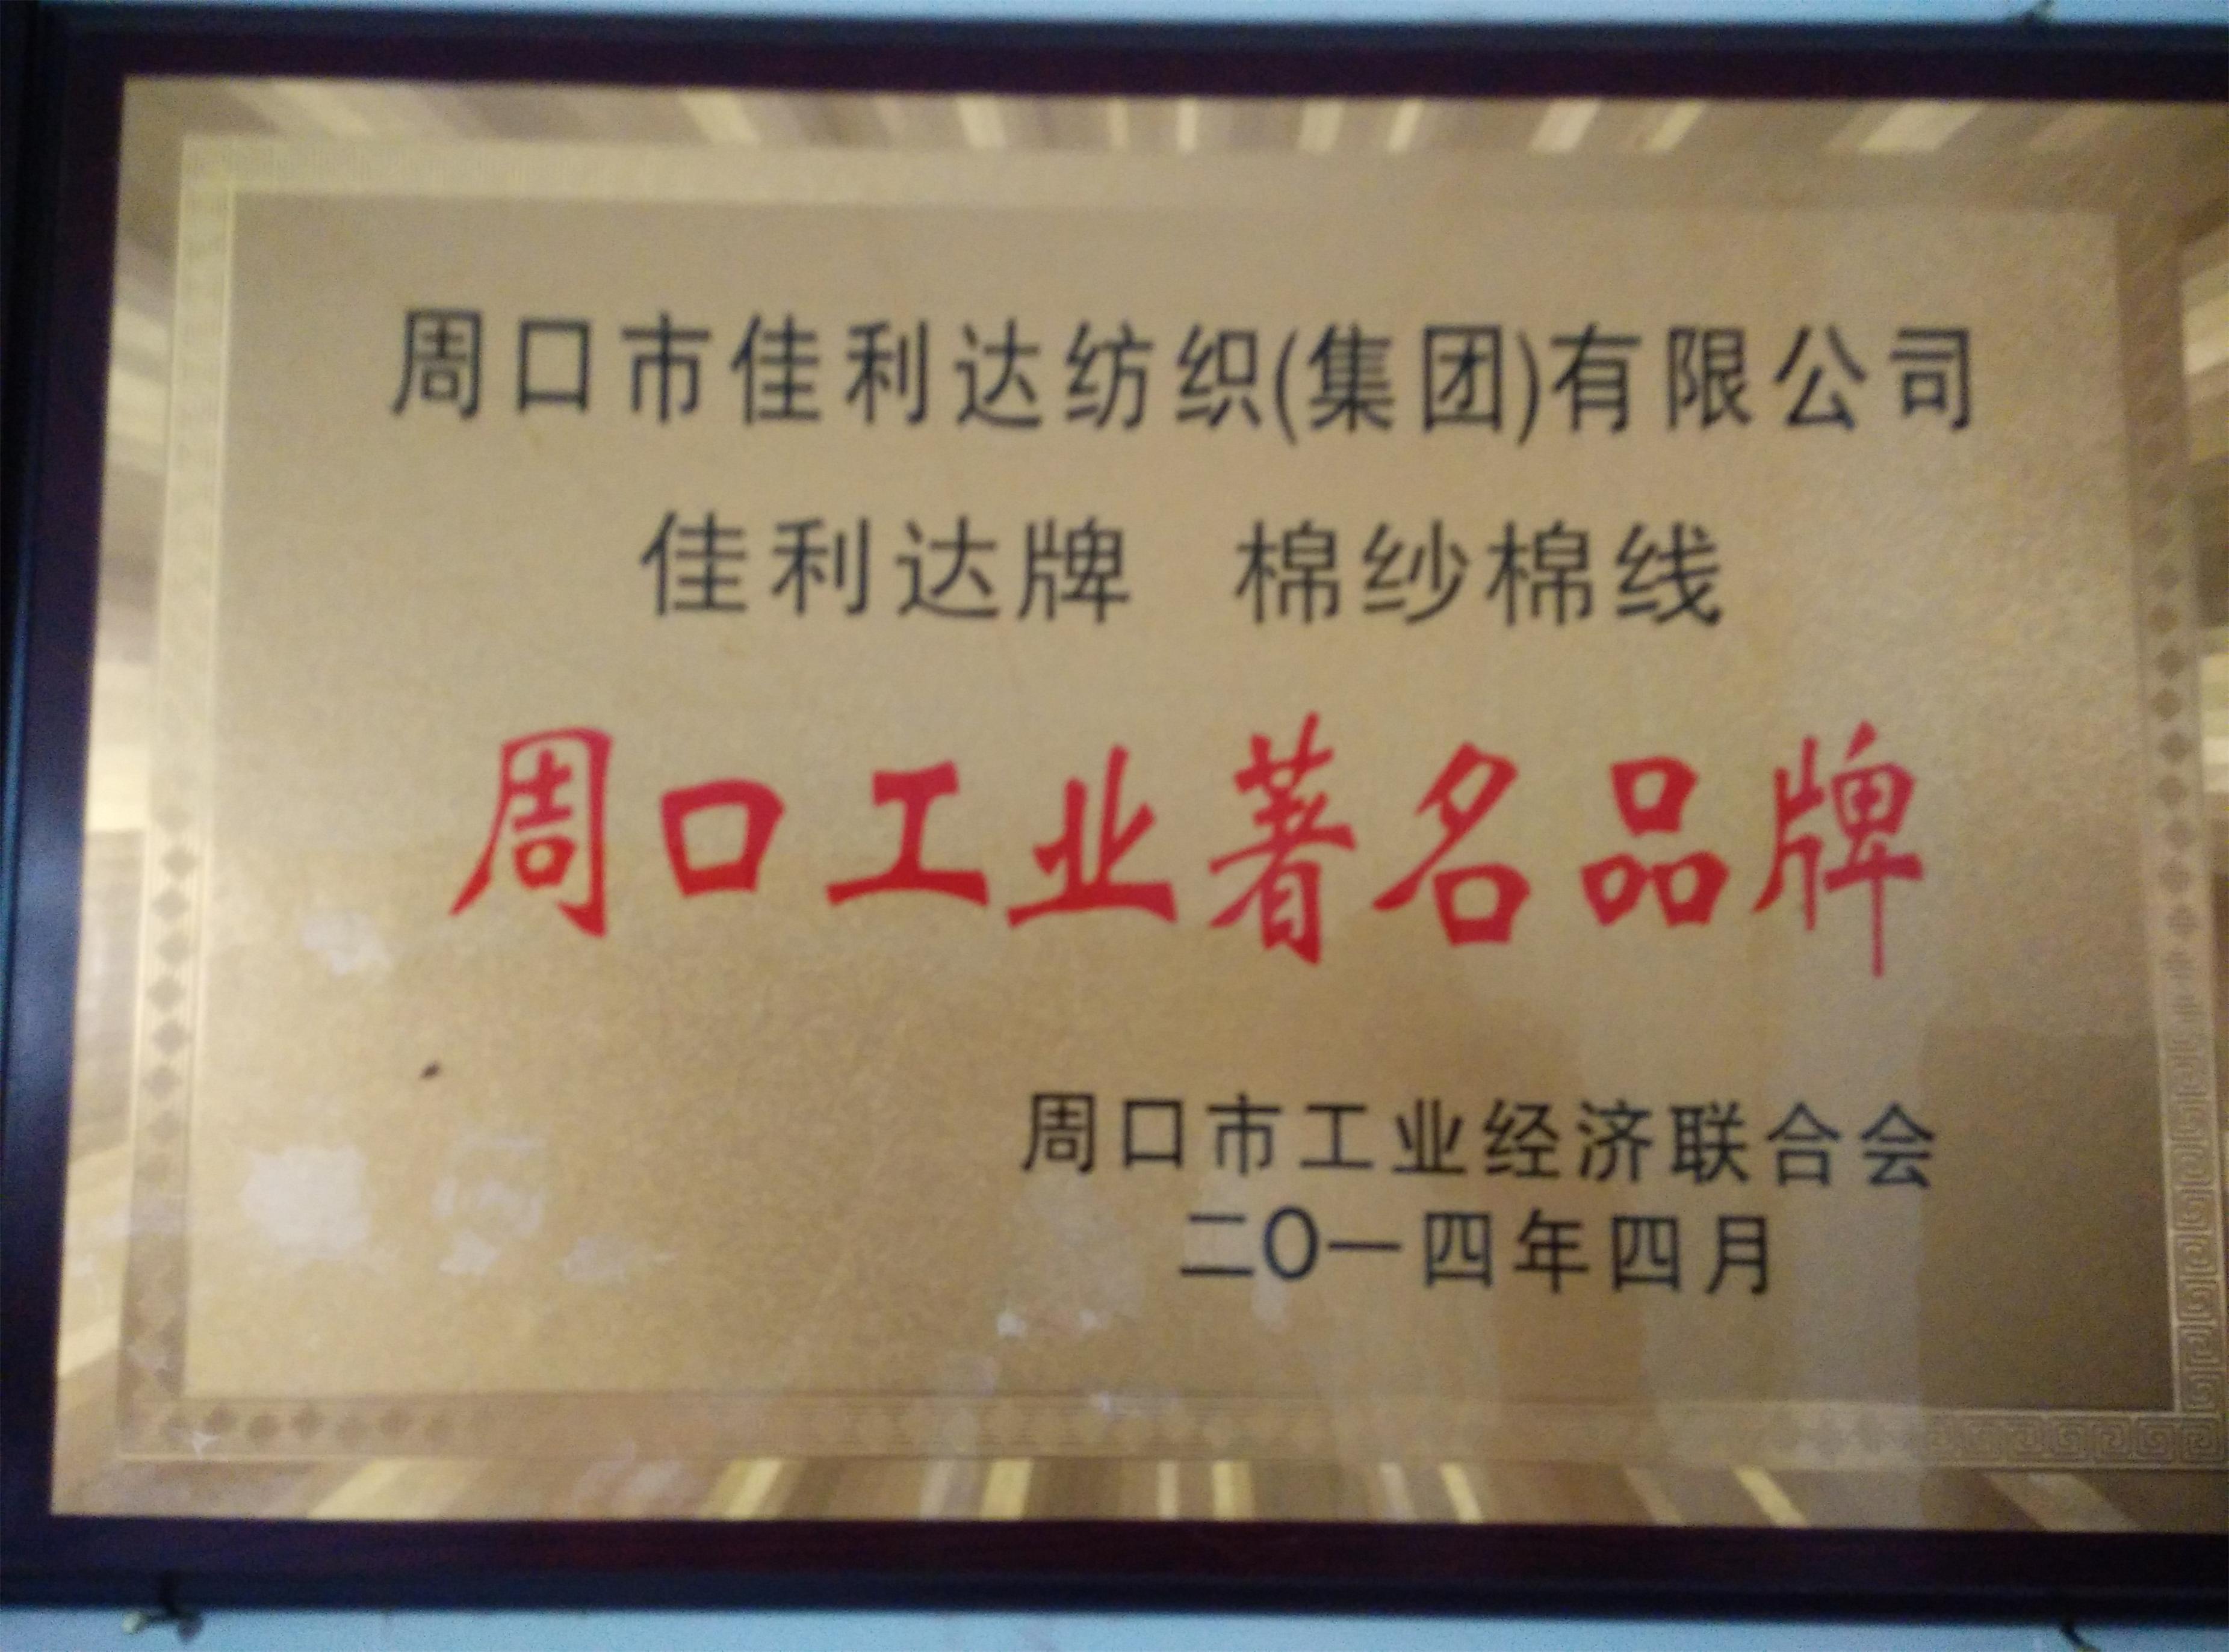 周口市佳利达纺织(集团)有限公司
佳利达牌 棉纱棉线
周口工业著名品牌
周口市工业经济联合会
二〇一四年四月